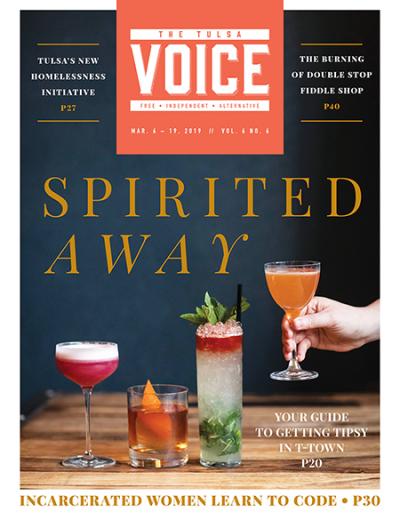 THE TULSA
VOICE
FREE • INDEPENDENT • ALTERNATIVE
MAR. 6 – 19, 2019 // VOL. 6 NO. 6
TULSA'S NEW
HOMELESSNESS
INITIATIVE
P27
THE BURNING
OF DOUBLE STOP
FIDDLE SHOP
P40
SPIRITED
AWAY
YOUR GUIDE
TO GETTING TIPSY
IN T-TOWN
P20
INCARCERATED WOMEN LEARN TO CODE • P30